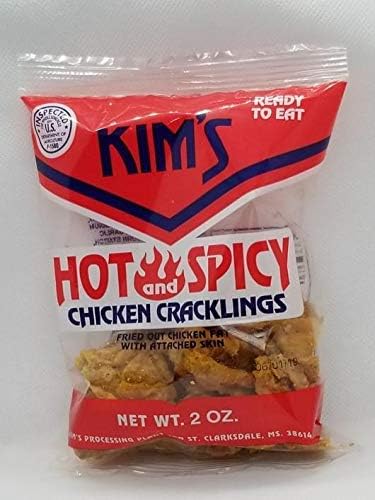 INSPECTED
U.S.
DEPARTMENT OF
AGRICULTURE
READY
TO EAT
KIM'S
HOT and SPICY
CHICKEN CRACKLINGS
FRIED OUT CHICKEN FAT
WITH ATTACHED SKIN
NET WT. 2 OZ.
'S PROCESSING ST. CLARKSDALE, MS. 38614